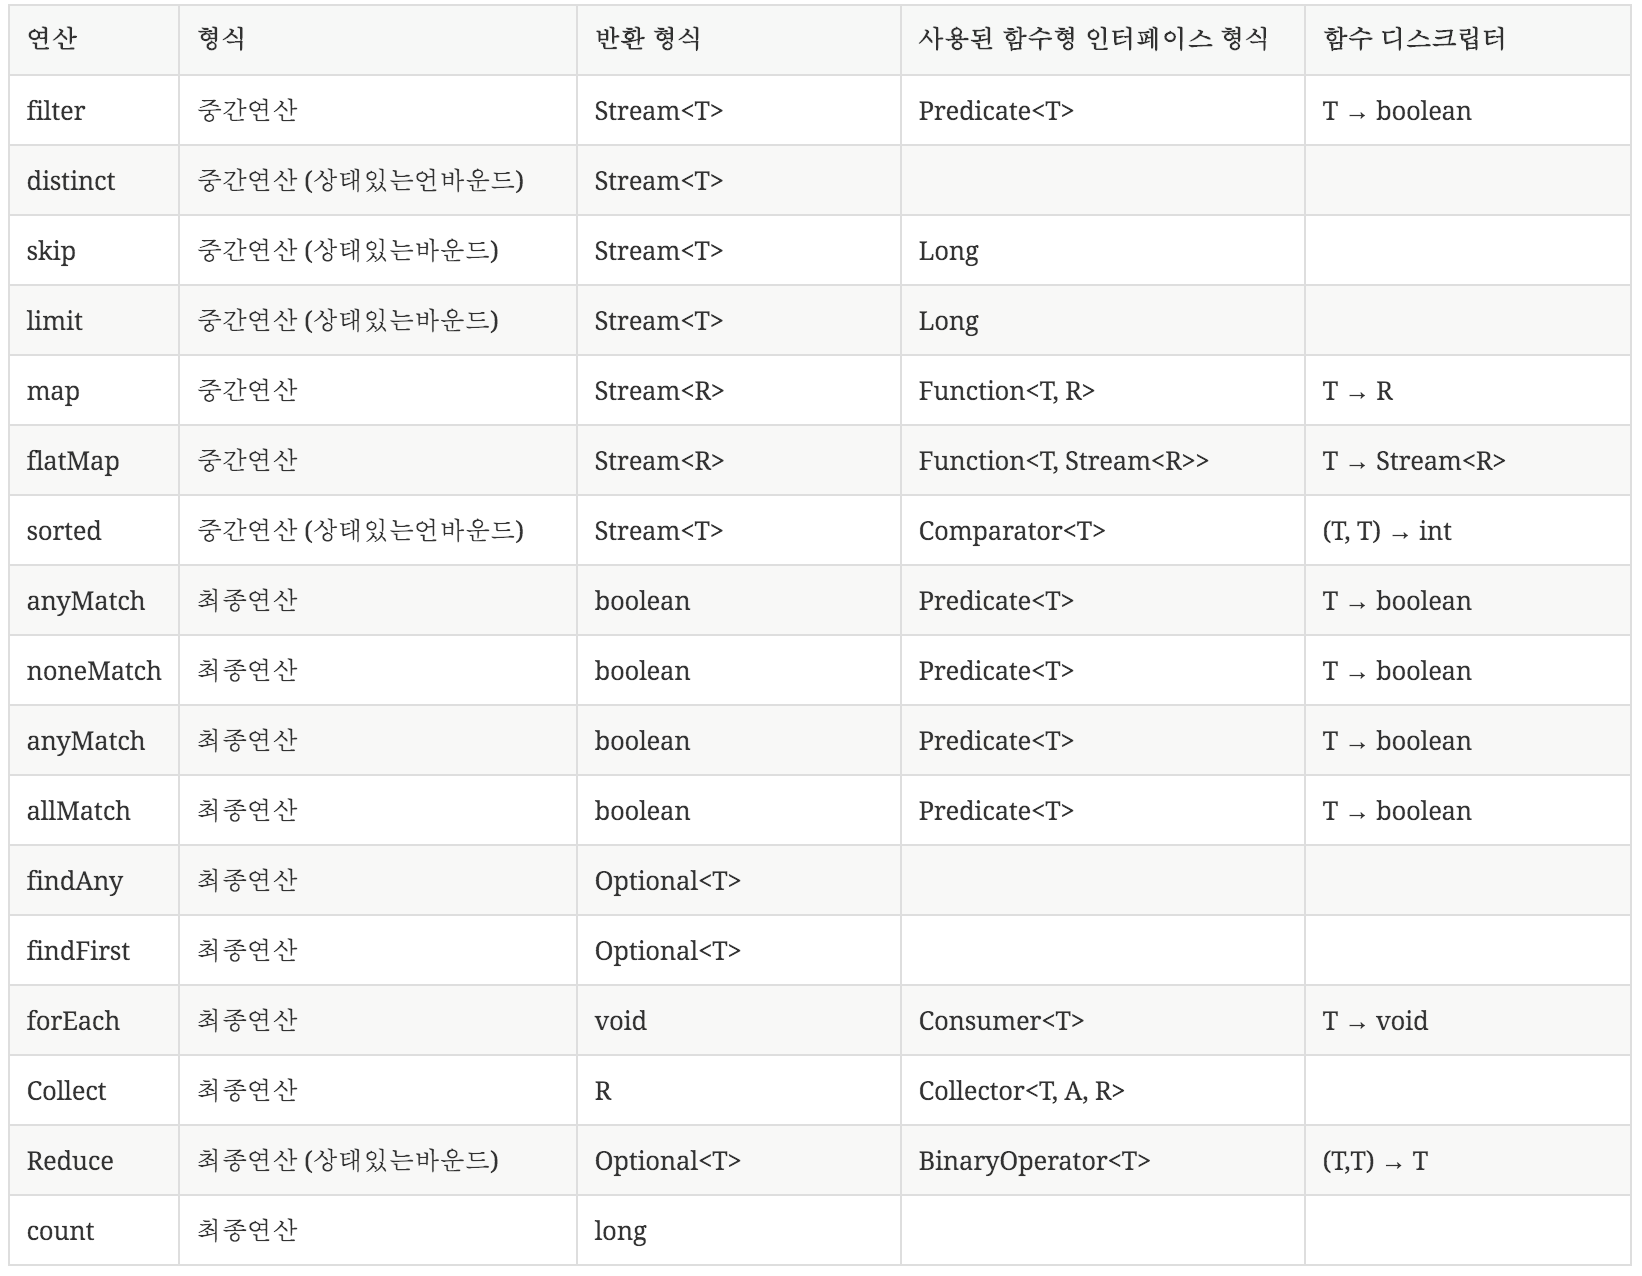 연산 형식 반환 형식 사용된 함수형 인터페이스 형식 함수 디스크립터
filter 중간연산 Stream<T> Predicate<T> T → boolean
distinct 중간연산 (상태있는언바운드) Stream<T>
skip 중간연산 (상태있는바운드) Stream<T> Long
limit 중간연산 (상태있는바운드) Stream<T> Long
map 중간연산 Stream<R> Function<T, R> T → R
flatMap 중간연산 Stream<R> Function<T, Stream<R>> T → Stream<R>
sorted 중간연산 (상태있는언바운드) Stream<T> Comparator<T> (T, T) → int
anyMatch 최종연산 boolean Predicate<T> T → boolean
noneMatch 최종연산 boolean Predicate<T> T → boolean
anyMatch 최종연산 boolean Predicate<T> T → boolean
allMatch 최종연산 boolean Predicate<T> T → boolean
findAny 최종연산 Optional<T>
findFirst 최종연산 Optional<T>
forEach 최종연산 void Consumer<T> T → void
Collect 최종연산 R Collector<T, A, R>
Reduce 최종연산 (상태있는바운드) Optional<T> BinaryOperator<T> (T,T) → T
count 최종연산 long